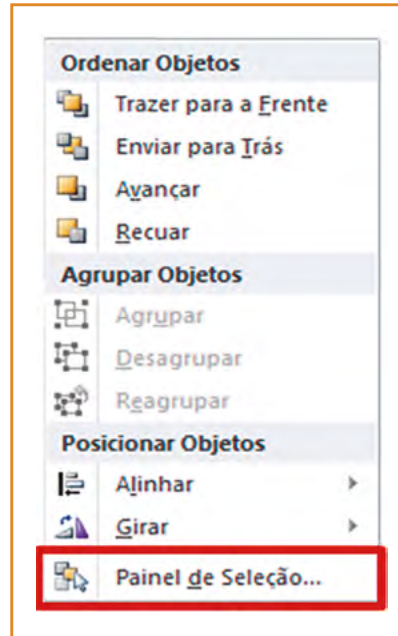 Ordenar Objetos
Trazer para a Frente
Enviar para Trás
Avançar
Recuar
Agrupar Objetos
Agrupar
Desagrupar
Reagrupar
Posicionar Objetos
Alinhar
Girar
Painel de Seleção...